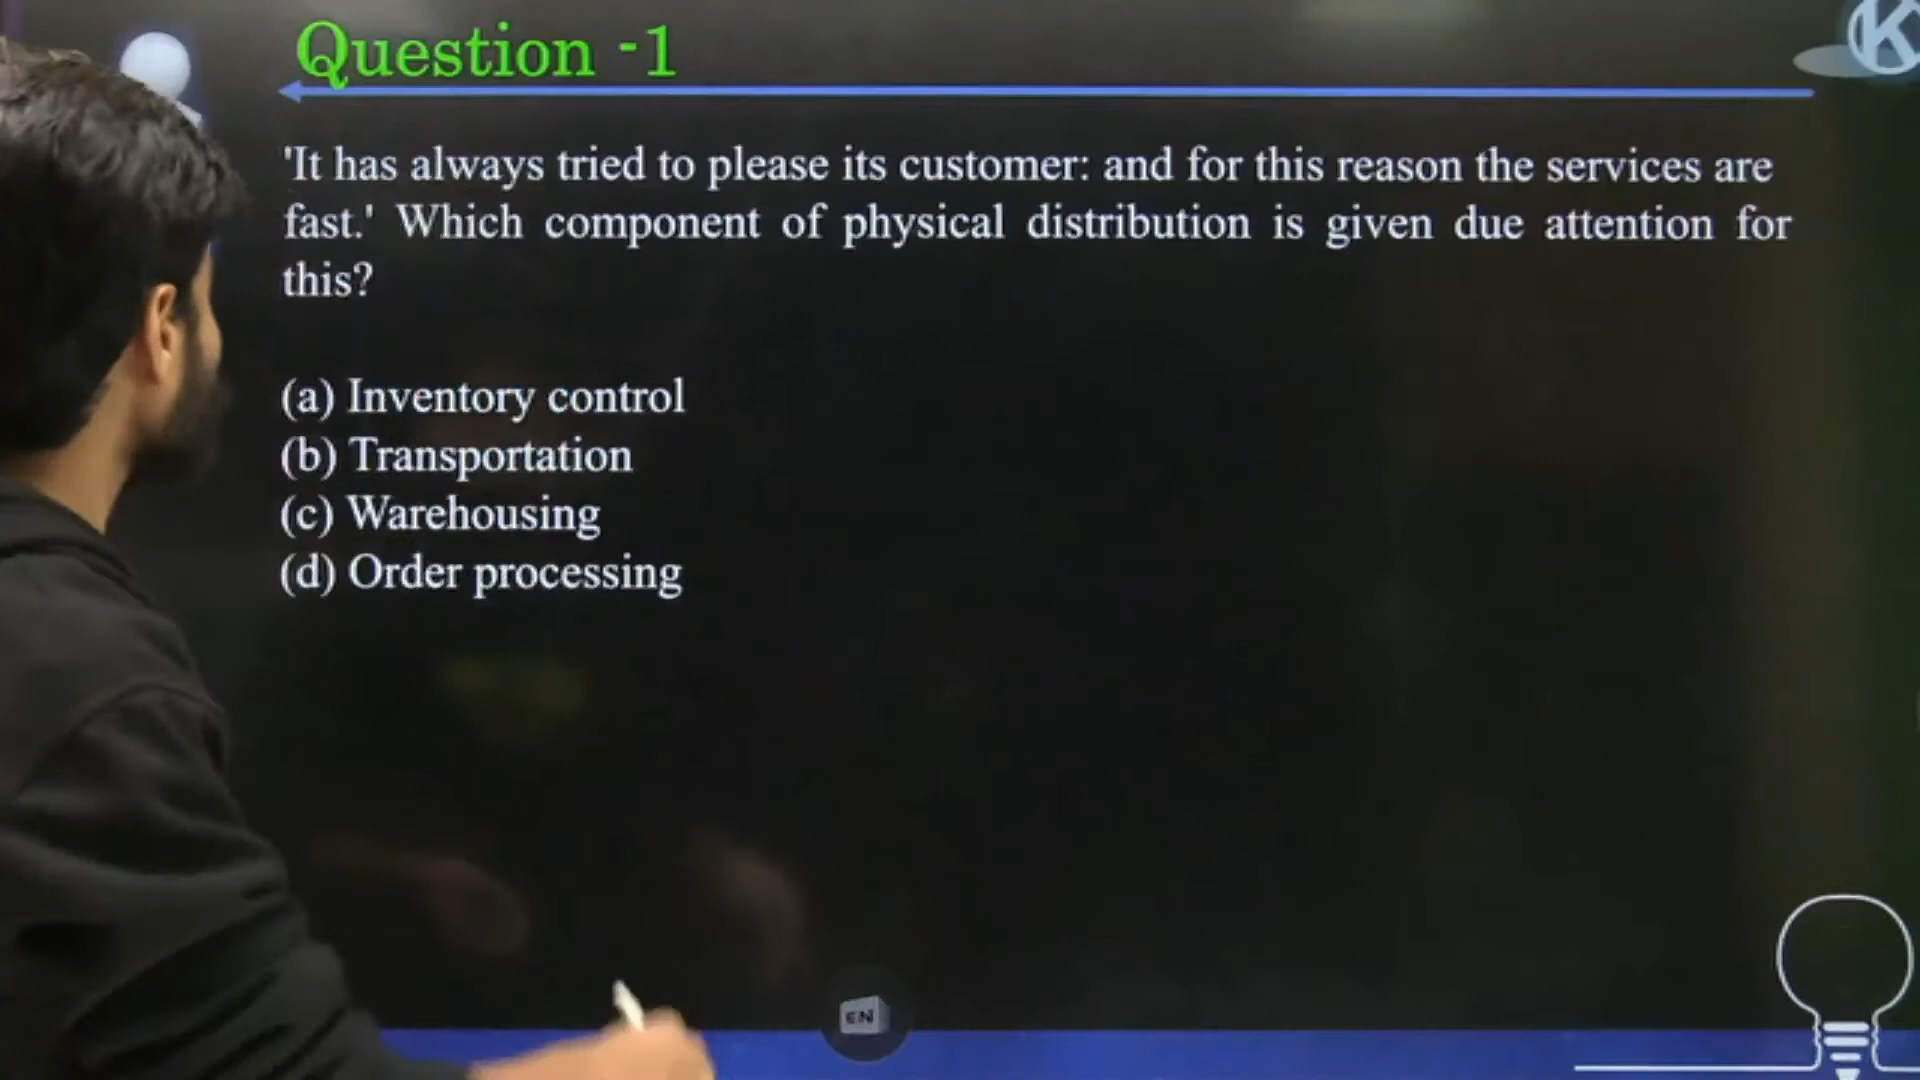 Question -1
K
'It has always tried to please its customer: and for this reason the services are
fast.' Which component of physical distribution is given due attention for
this?
(a) Inventory control
(b) Transportation
(c) Warehousing
(d) Order processing
EN